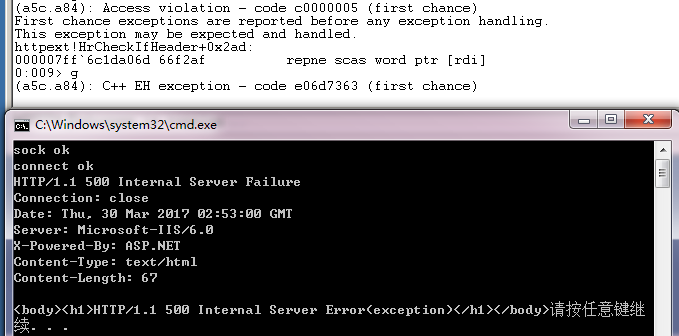 (a5c.a84): Access violation - code c0000005 (first chance)
First chance exceptions are reported before any exception handling.
This exception may be expected and handled.
httpext!HrCheckIfHeader+0x2ad:
000007ff`6c1da06d 66f2af          repne scas word ptr [rdi]
0:009> g
(a5c.a84): C++ EH exception - code e06d7363 (first chance)
C:\Windows\system32\cmd.exe
sock ok
connect ok
HTTP/1.1 500 Internal Server Failure
Connection: close
Date: Thu, 30 Mar 2017 02:53:00 GMT
Server: Microsoft-IIS/6.0
X-Powered-By: ASP.NET
Content-Type: text/html
Content-Length: 67
<body><h1>HTTP/1.1 500 Internal Server Error(exception)</h1></body>请按任意键继
续. . .